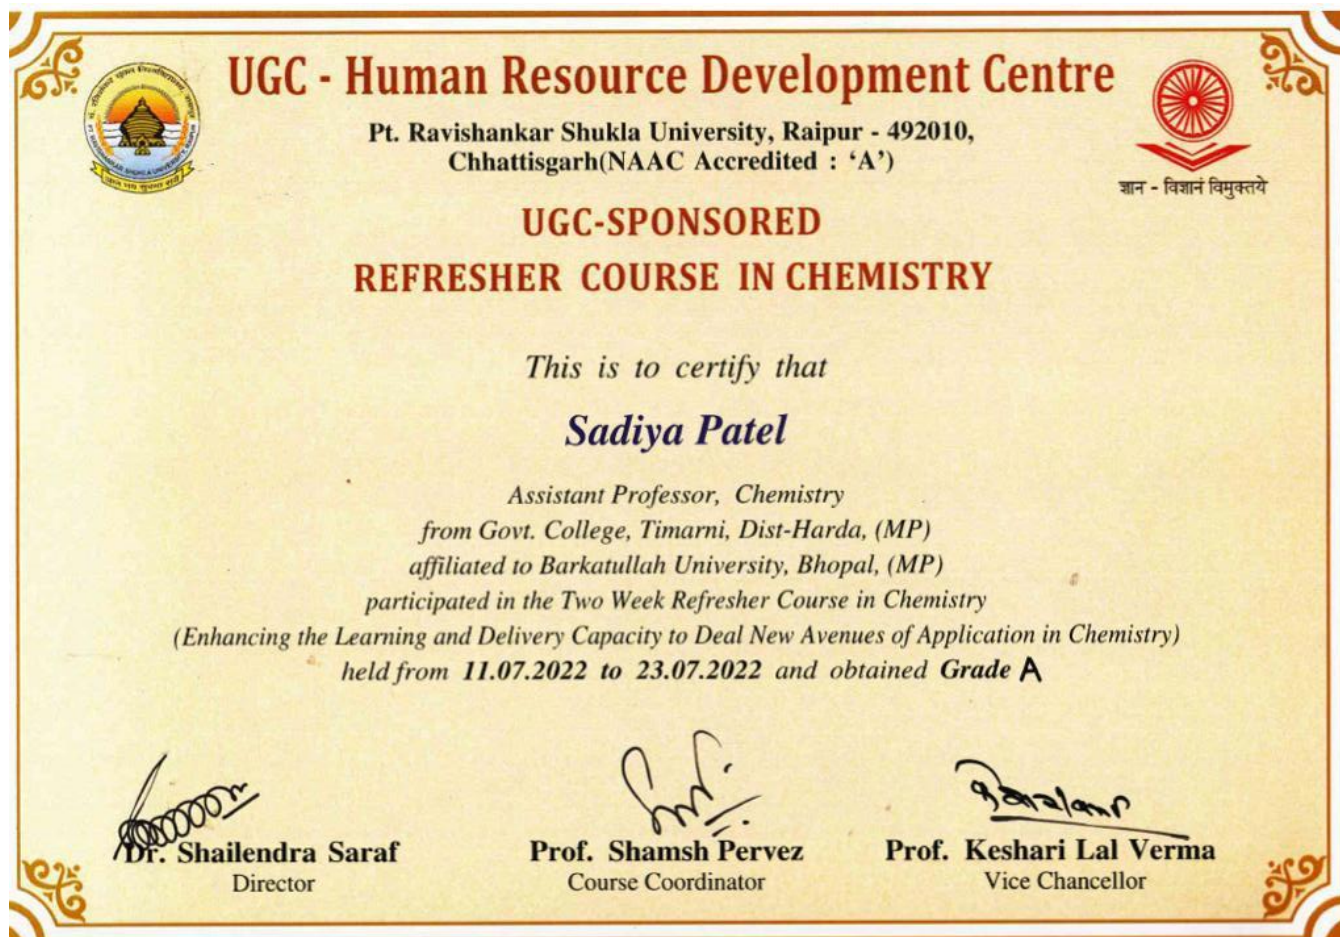 UGC - Human Resource Development Centre
Pt. Ravishankar Shukla University, Raipur - 492010,
Chhattisgarh(NAAC Accredited : ‘A’)
ज्ञान - विज्ञानं विमुक्तये
UGC-SPONSORED
REFRESHER COURSE IN CHEMISTRY
This is to certify that
Sadiya Patel
Assistant Professor, Chemistry
from Govt. College, Timarni, Dist-Harda, (MP)
affiliated to Barkatullah University, Bhopal, (MP)
participated in the Two Week Refresher Course in Chemistry
(Enhancing the Learning and Delivery Capacity to Deal New Avenues of Application in Chemistry)
held from 11.07.2022 to 23.07.2022 and obtained Grade A
Dr. Shailendra Saraf
Director
Prof. Shamsh Pervez
Course Coordinator
Prof. Keshari Lal Verma
Vice Chancellor